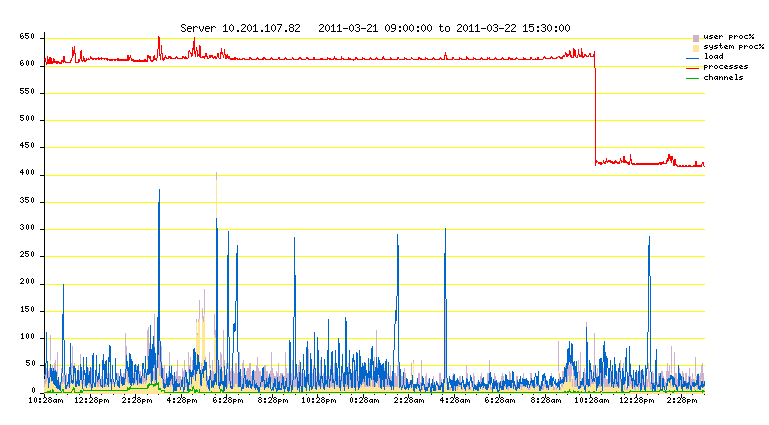 Server 10.201.107.82   2011-03-21 09:00:00 to 2011-03-22 15:30:00
user proc%
system proc%
load
processes
channels
650
600
550
500
450
400
350
300
250
200
150
100
50
0
10:28am 12:28pm 2:28pm 4:28pm 6:28pm 8:28pm 10:28pm 0:28am 2:28am 4:28am 6:28am 8:28am 10:28am 12:28pm 2:28pm